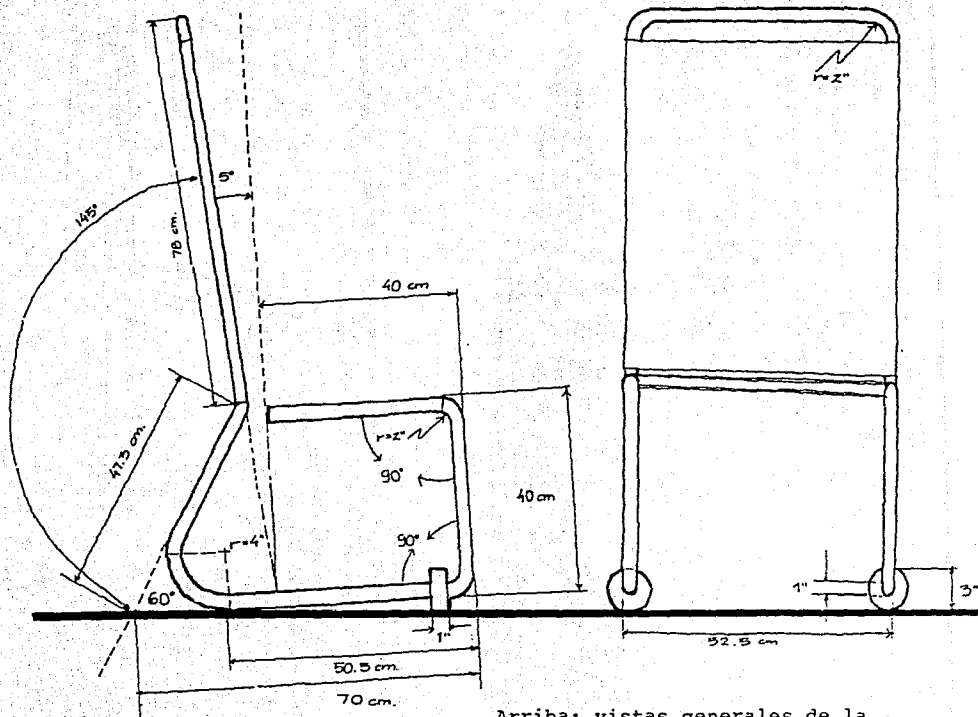 r=2"
5°
145°
78 cm.
40 cm
47.3 cm.
r=2"
90°
40 cm
90°
r=4"
60°
1"
3"
1"
52.5 cm
50.5 cm.
70 cm.
Arriba: vistas generales de la